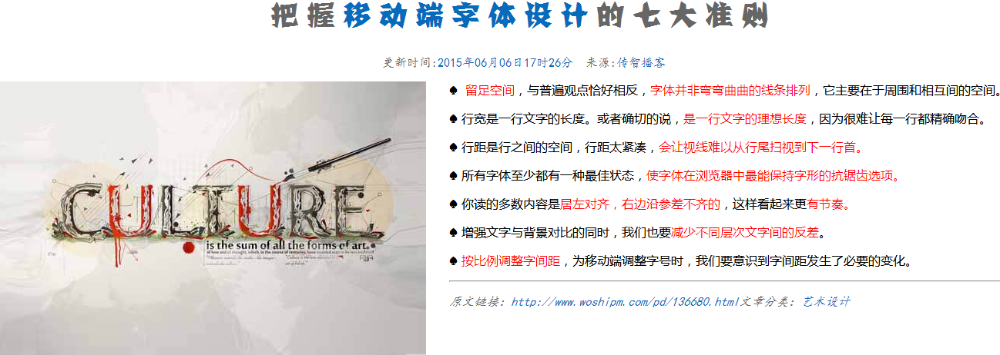 把握移动端字体设计的七大准则
更新时间:2015年06月06日17时26分 来源:传智播客
CULTURE
is the sum of all the forms of art,
♠ 留足空间，与普遍观点恰好相反，字体并非弯弯曲曲的线条排列，它主要在于周围和相互间的空间。
♠ 行宽是一行文字的长度。或者确切的说，是一行文字的理想长度，因为很难让每一行都精确吻合。
♠ 行距是行之间的空间，行距太紧凑，会让视线难以从行尾扫视到下一行首。
♠ 所有字体至少都有一种最佳状态，使字体在浏览器中最能保持字形的抗锯齿选项。
♠ 你读的多数内容是居左对齐，右边沿参差不齐的，这样看起来更有节奏。
♠ 增强文字与背景对比的同时，我们也要减少不同层次文字间的反差。
♠ 按比例调整字间距，为移动端调整字号时，我们要意识到字间距发生了必要的变化。
原文链接：http://www.woshipm.com/pd/136680.html文章分类：艺术设计